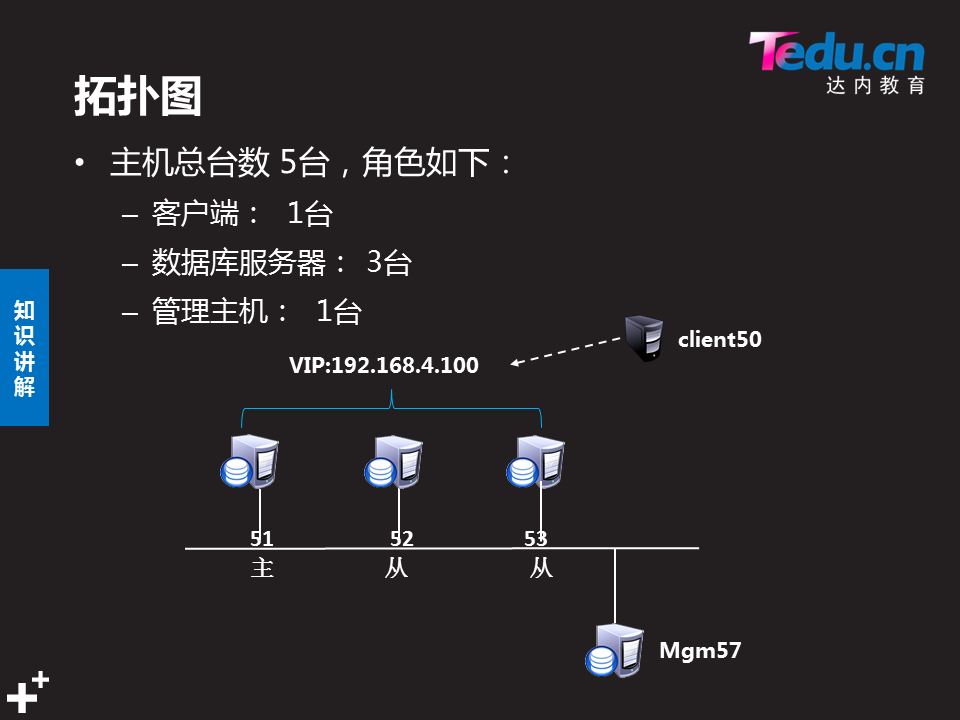 Tedu.cn
达内教育
拓扑图
• 主机总台数 5台，角色如下：
– 客户端： 1台
– 数据库服务器： 3台
– 管理主机： 1台
知识讲解
client50
VIP:192.168.4.100
51 52 53
主 从 从
Mgm57